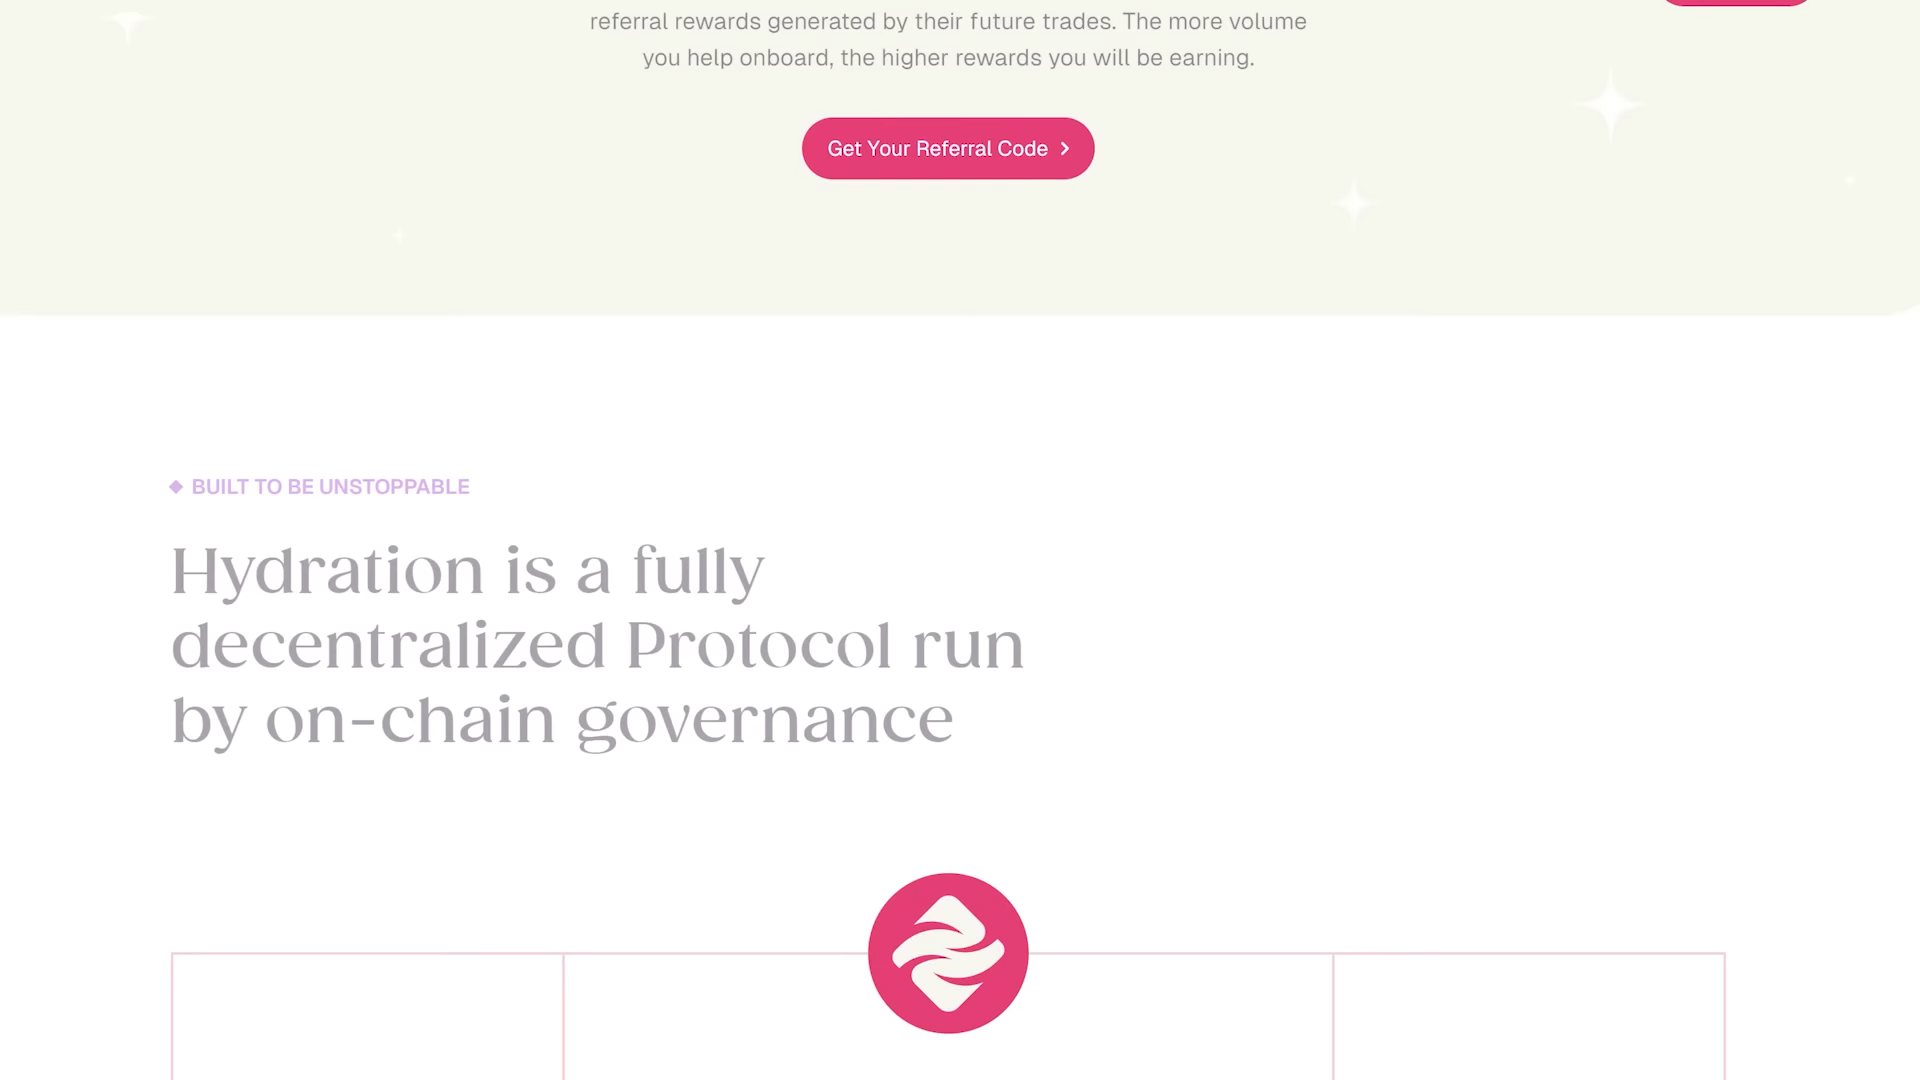 referral rewards generated by their future trades. The more volume
you help onboard, the higher rewards you will be earning.
Get Your Referral Code
BUILT TO BE UNSTOPPABLE
Hydration is a fully
decentralized Protocol run
by on-chain governance